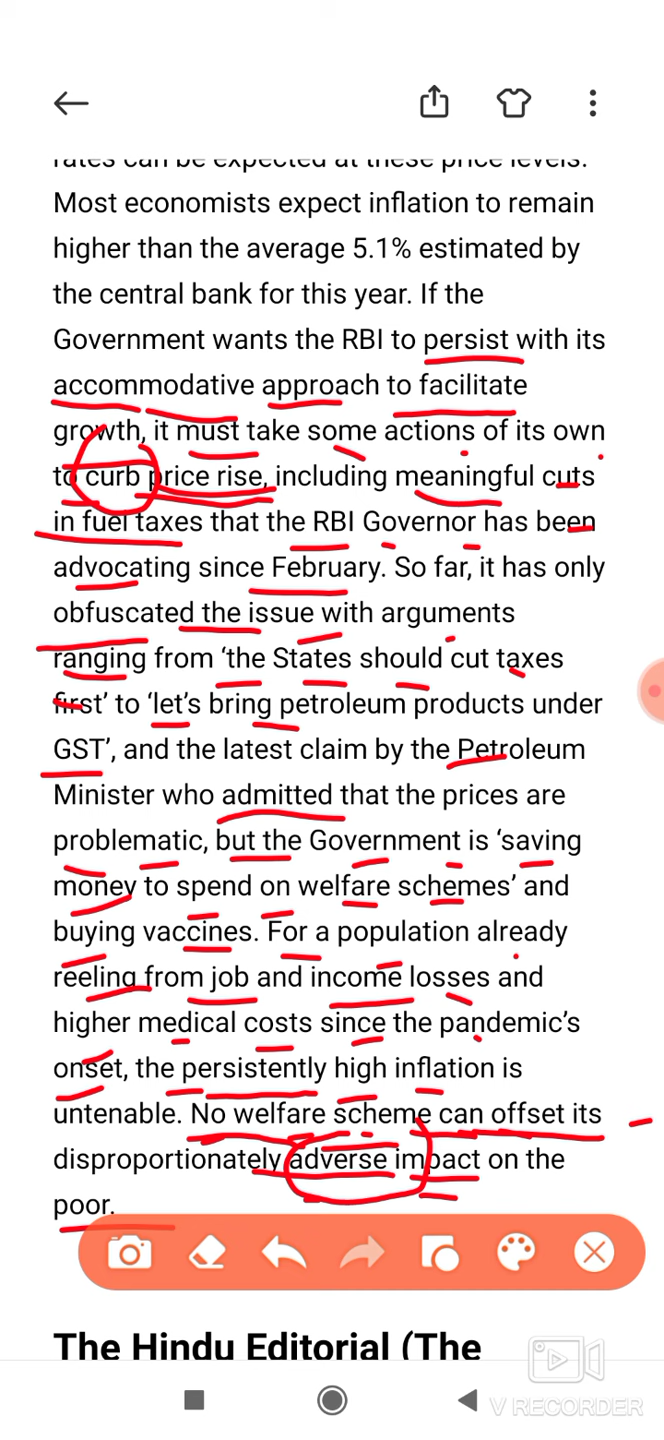 rates can be expected at these price levels.
Most economists expect inflation to remain
higher than the average 5.1% estimated by
the central bank for this year. If the
Government wants the RBI to persist with its
accommodative approach to facilitate
growth, it must take some actions of its own
to curb price rise, including meaningful cuts
in fuel taxes that the RBI Governor has been
advocating since February. So far, it has only
obfuscated the issue with arguments
ranging from ‘the States should cut taxes
first’ to ‘let’s bring petroleum products under
GST’, and the latest claim by the Petroleum
Minister who admitted that the prices are
problematic, but the Government is ‘saving
money to spend on welfare schemes’ and
buying vaccines. For a population already
reeling from job and income losses and
higher medical costs since the pandemic’s
onset, the persistently high inflation is
untenable. No welfare scheme can offset its
disproportionately adverse impact on the
poor.
The Hindu Editorial (The
V RECORDER